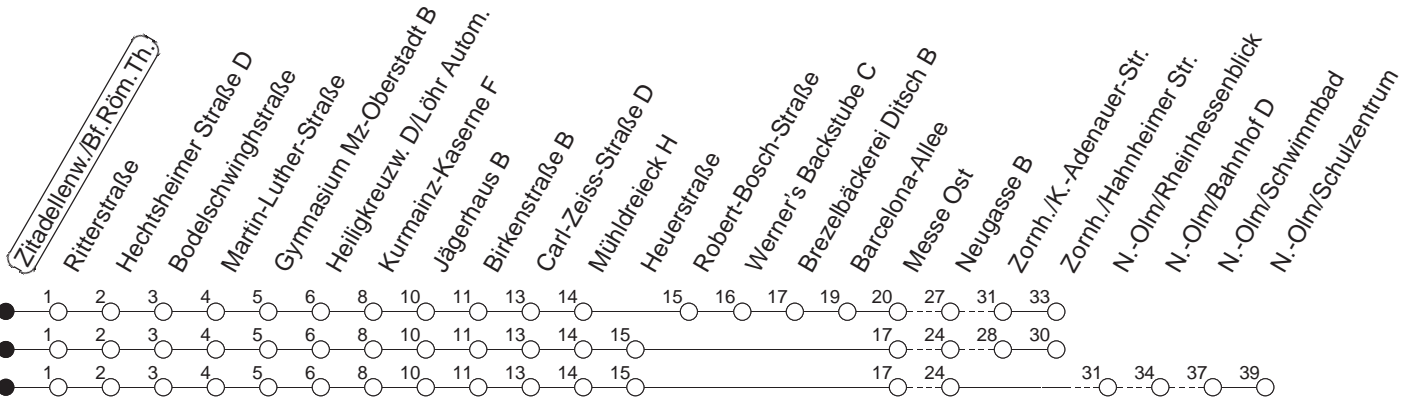 Zitadellenw./Bf.Röm.Th.
Ritterstraße
Hechtsheimer Straße D
Bodelschwinghstraße
Martin-Luther-Straße
Gymnasium Mz-Oberstadt B
Heiligkreuzw. D/Löhr Autom.
Kurmainz-Kaserne F
Jägerhaus B
Birkenstraße B
Carl-Zeiss-Straße D
Mühldreieck H
Heuerstraße
Robert-Bosch-Straße
Werner's Backstube C
Brezelbäckerei Ditsch B
Barcelona-Allee
Messe Ost
Neugasse B
Zornh./K.-Adenauer-Str.
Zornh./Hahnheimer Str.
N.-Olm/Rheinhessenblick
N.-Olm/Bahnhof D
N.-Olm/Schwimmbad
N.-Olm/Schulzentrum
1 2 3 4 5 6 8 10 11 13 14 15 16 17 19 20 27 31 33
1 2 3 4 5 6 8 10 11 13 14 15 17 24 28 30
1 2 3 4 5 6 8 10 11 13 14 15 17 24 31 34 37 39